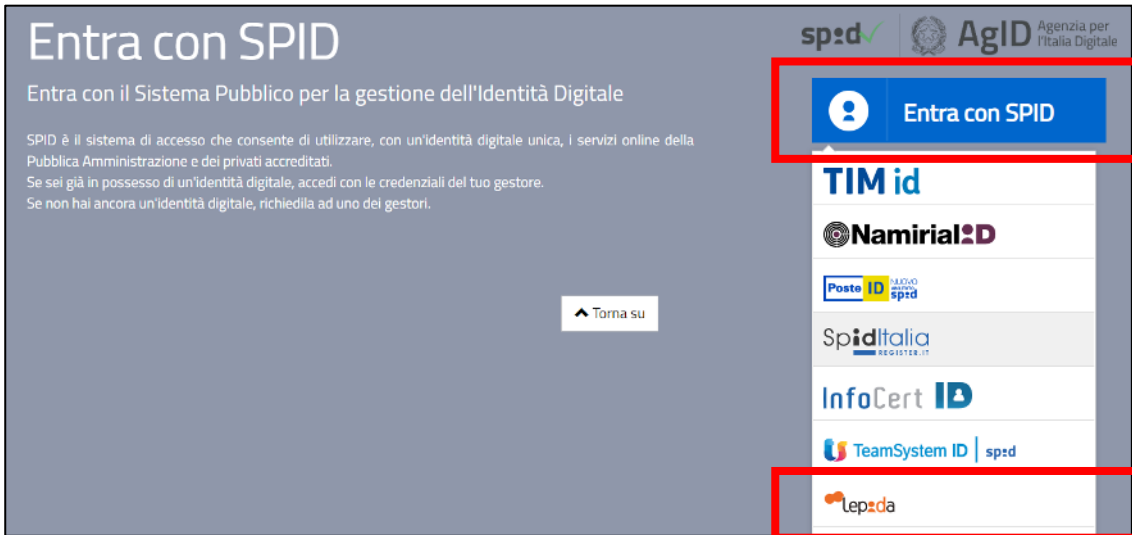 Entra con SPID
Entra con il Sistema Pubblico per la gestione dell'Identità Digitale
SPID è il sistema di accesso che consente di utilizzare, con un'identità digitale unica, i servizi online della
Pubblica Amministrazione e dei privati accreditati.
Se sei già in possesso di un'identità digitale, accedi con le credenziali del tuo gestore.
Se non hai ancora un'identità digitale, richiedila ad uno dei gestori.
Torna su
spid
AgID Agenzia per
l'Italia Digitale
Entra con SPID
TIM id
Namirial ID
Poste ID NUOVO
spid
SpidItalia
REGISTER.IT
InfoCert ID
TeamSystem ID | spid
Lepida